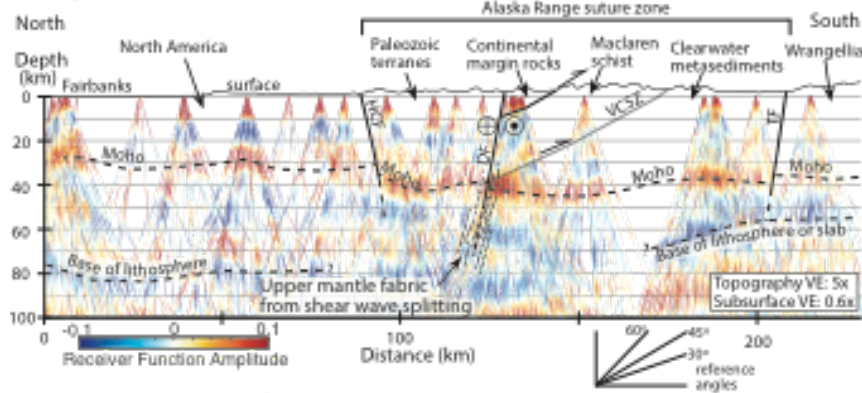 Alaska Range suture zone
North
South
North America
Paleozoic
terranes
Continental
margin rocks
Maclaren
schist
Clearwater
metasediments
Wrangellia
Depth
(km)
Fairbanks
surface
0
20
40
60
80
100
HCF
DF
VCSZ
TF
Moho
Moho
Moho
Moho
Base of lithosphere
?
?
Base of lithosphere or slab
Upper mantle fabric
from shear wave splitting
Topography VE: 5x
Subsurface VE: 0.6x
0
-0.1
0
0.1
100
200
Receiver Function Amplitude
Distance (km)
60°
45°
30°
reference
angles